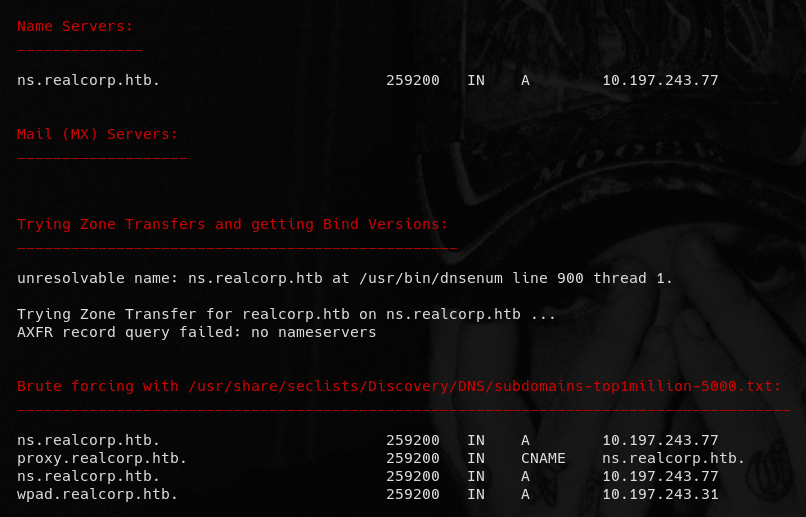 Name Servers:
______________
ns.realcorp.htb. 259200 IN A 10.197.243.77
Mail (MX) Servers:
___________________
Trying Zone Transfers and getting Bind Versions:
_________________________________________________
unresolvable name: ns.realcorp.htb at /usr/bin/dnsenum line 900 thread 1.
Trying Zone Transfer for realcorp.htb on ns.realcorp.htb ...
AXFR record query failed: no nameservers
Brute forcing with /usr/share/seclists/Discovery/DNS/subdomains-top1million-5000.txt:
______________________________________________________________________________________
ns.realcorp.htb. 259200 IN A 10.197.243.77
proxy.realcorp.htb. 259200 IN CNAME ns.realcorp.htb.
ns.realcorp.htb. 259200 IN A 10.197.243.77
wpad.realcorp.htb. 259200 IN A 10.197.243.31